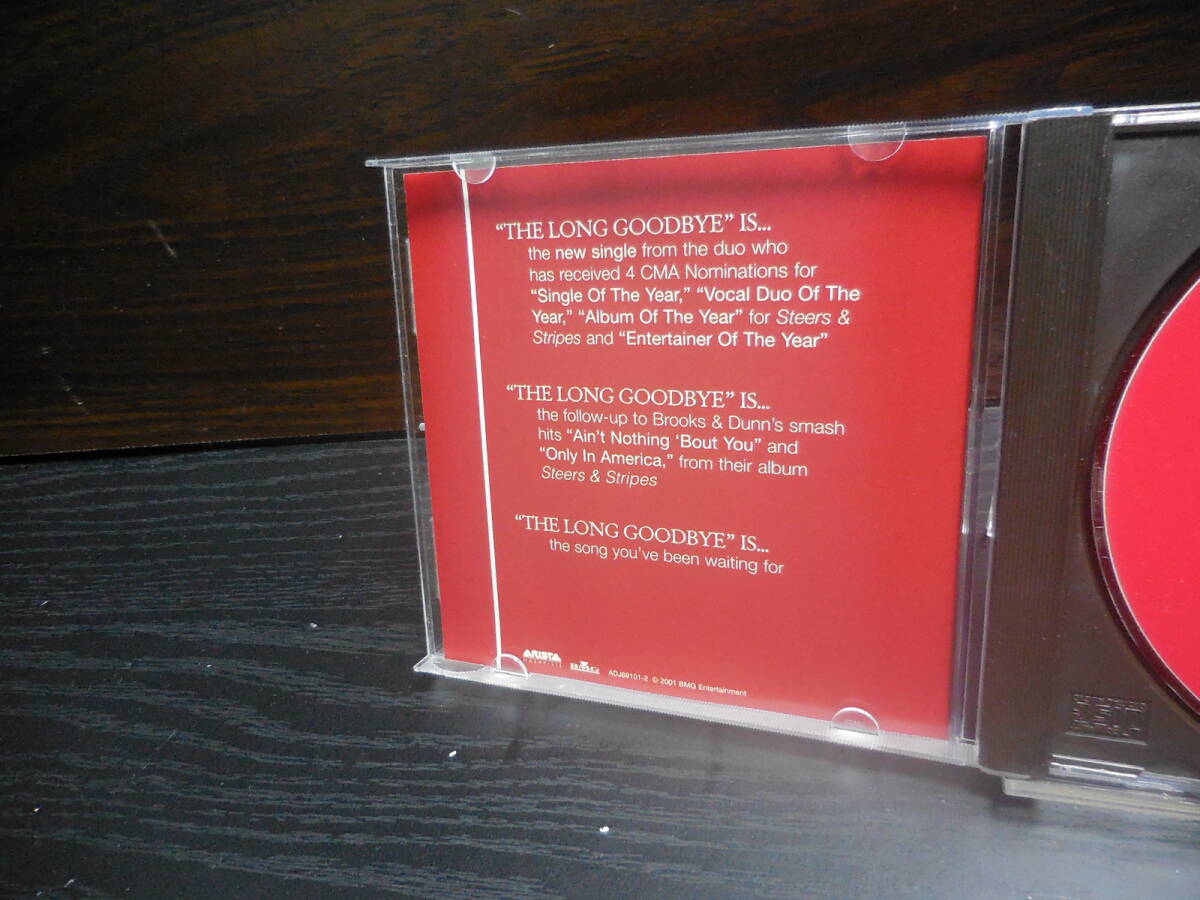 “THE LONG GOODBYE” IS...
the new single from the duo who
has received 4 CMA Nominations for
“Single Of The Year,” “Vocal Duo Of The
Year,” “Album Of The Year” for Steers &
Stripes and “Entertainer Of The Year”
“THE LONG GOODBYE” IS...
the follow-up to Brooks & Dunn's smash
hits “Ain't Nothing ‘Bout You” and
“Only In America,” from their album
Steers & Stripes
“THE LONG GOODBYE” IS...
the song you've been waiting for
ARISTA
NASHVILLE
BMG
ADJ69101-2 © 2001 BMG Entertainment